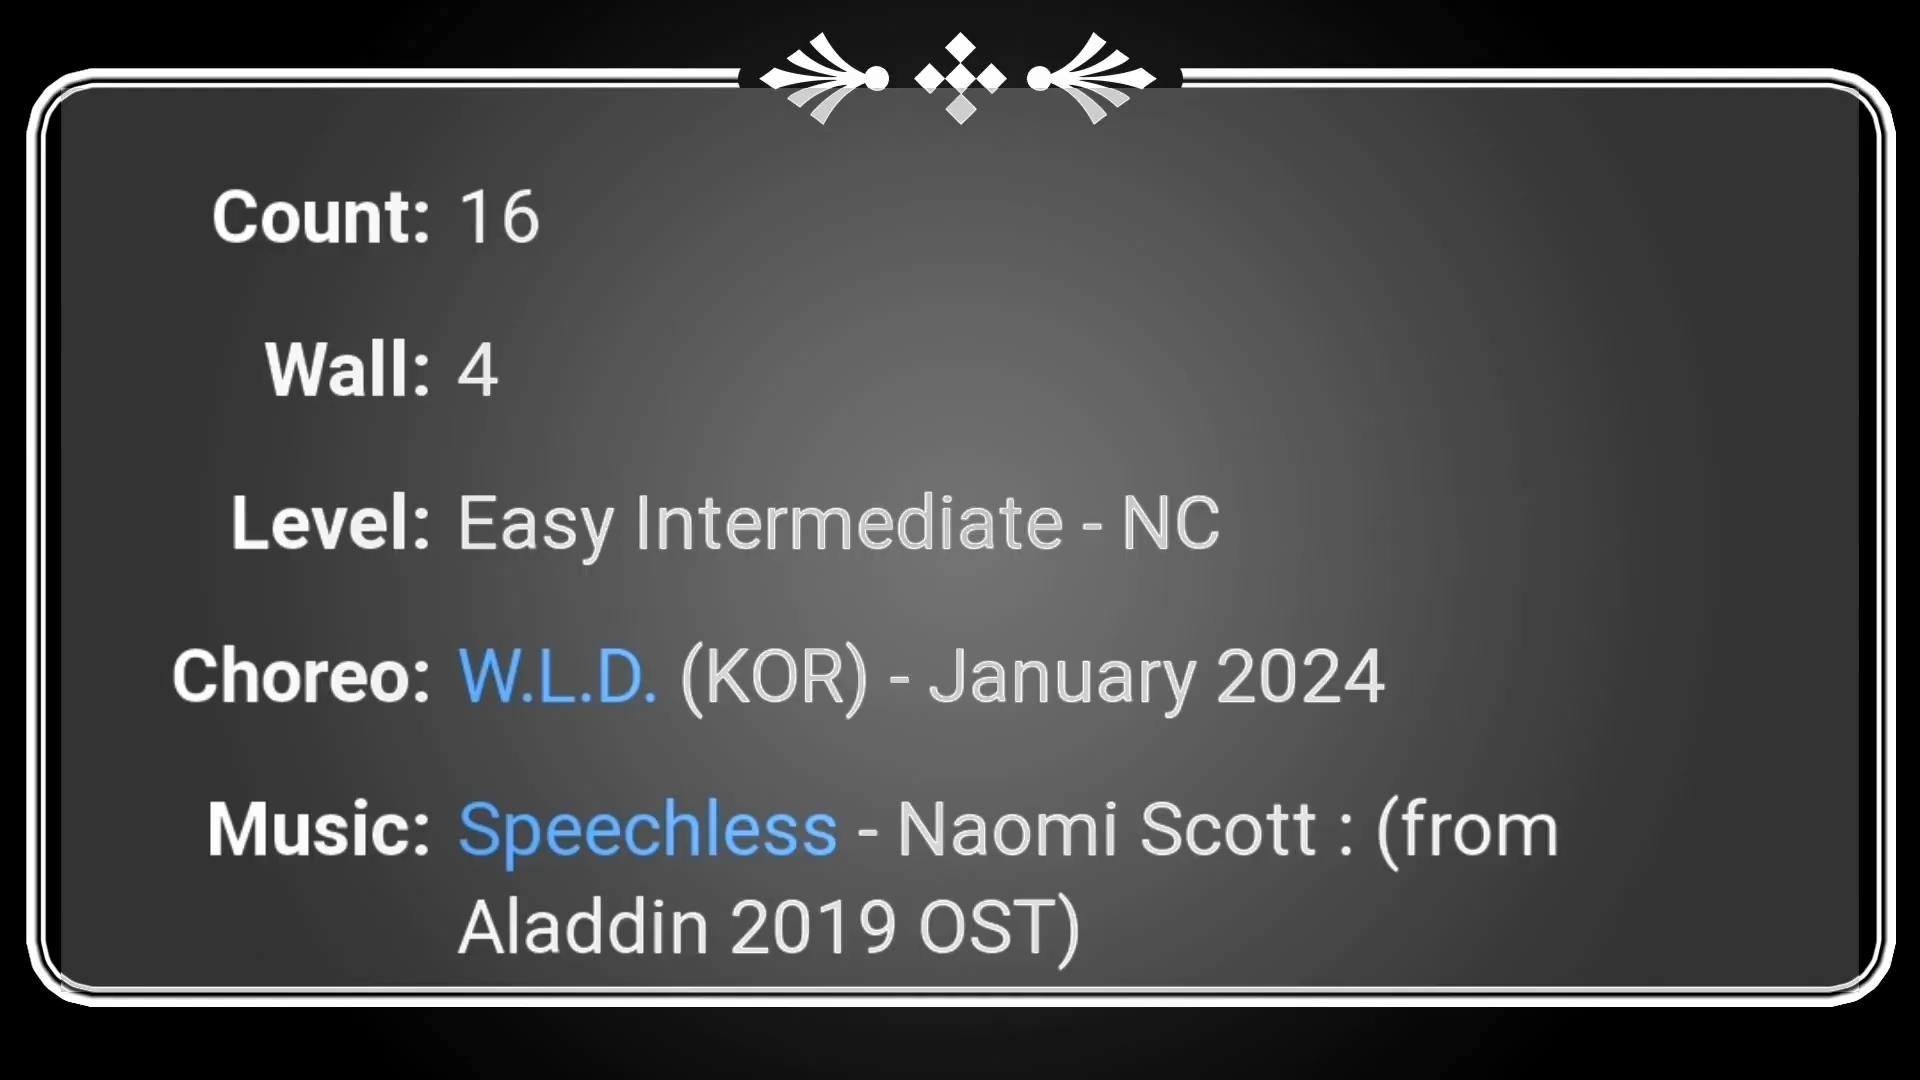 Count: 16
Wall: 4
Level: Easy Intermediate - NC
Choreo: W.L.D. (KOR) - January 2024
Music: Speechless - Naomi Scott : (from
Aladdin 2019 OST)